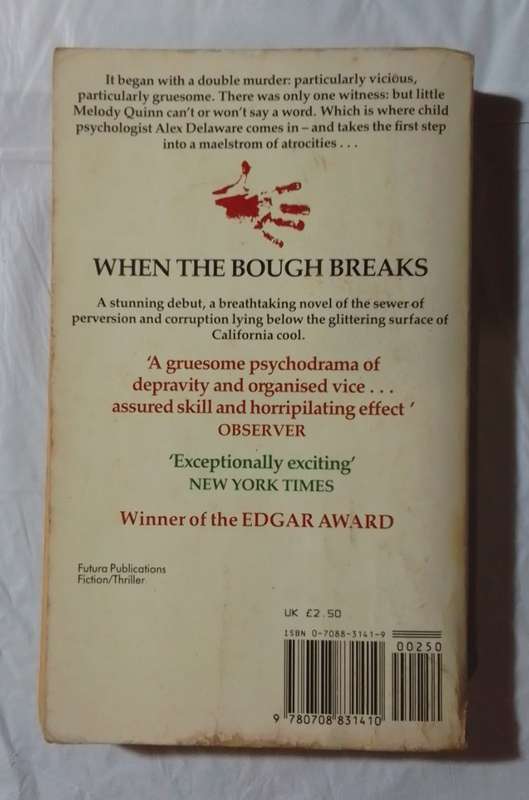 It began with a double murder: particularly vicious,
particularly gruesome. There was only one witness: but little
Melody Quinn can't or won't say a word. Which is where child
psychologist Alex Delaware comes in – and takes the first step
into a maelstrom of atrocities . . .
WHEN THE BOUGH BREAKS
A stunning debut, a breathtaking novel of the sewer of
perversion and corruption lying below the glittering surface of
California cool.
'A gruesome psychodrama of
depravity and organised vice . . .
assured skill and horripilating effect '
OBSERVER
'Exceptionally exciting'
NEW YORK TIMES
Winner of the EDGAR AWARD
Futura Publications
Fiction/Thriller
UK £2.50
ISBN 0-7088-3141-9
00250
9 780708 831410